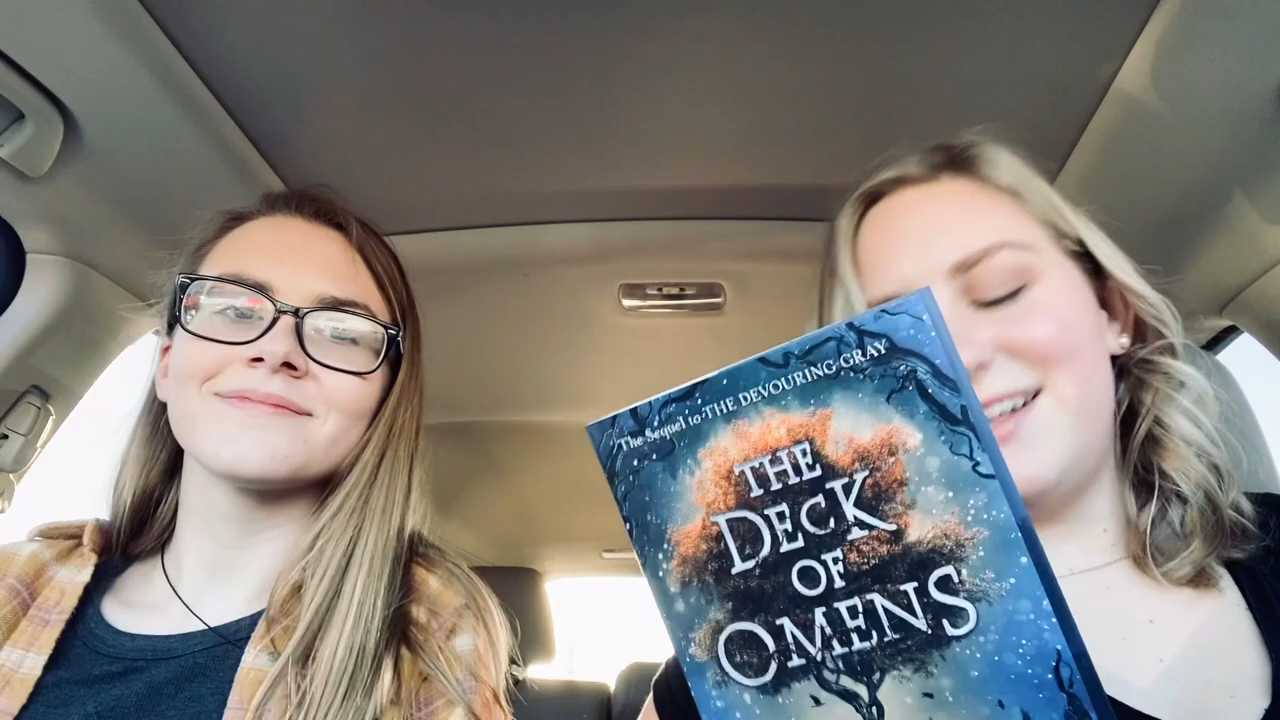 The Sequel to THE DEVOURING GRAY
THE
DECK
OF
OMENS